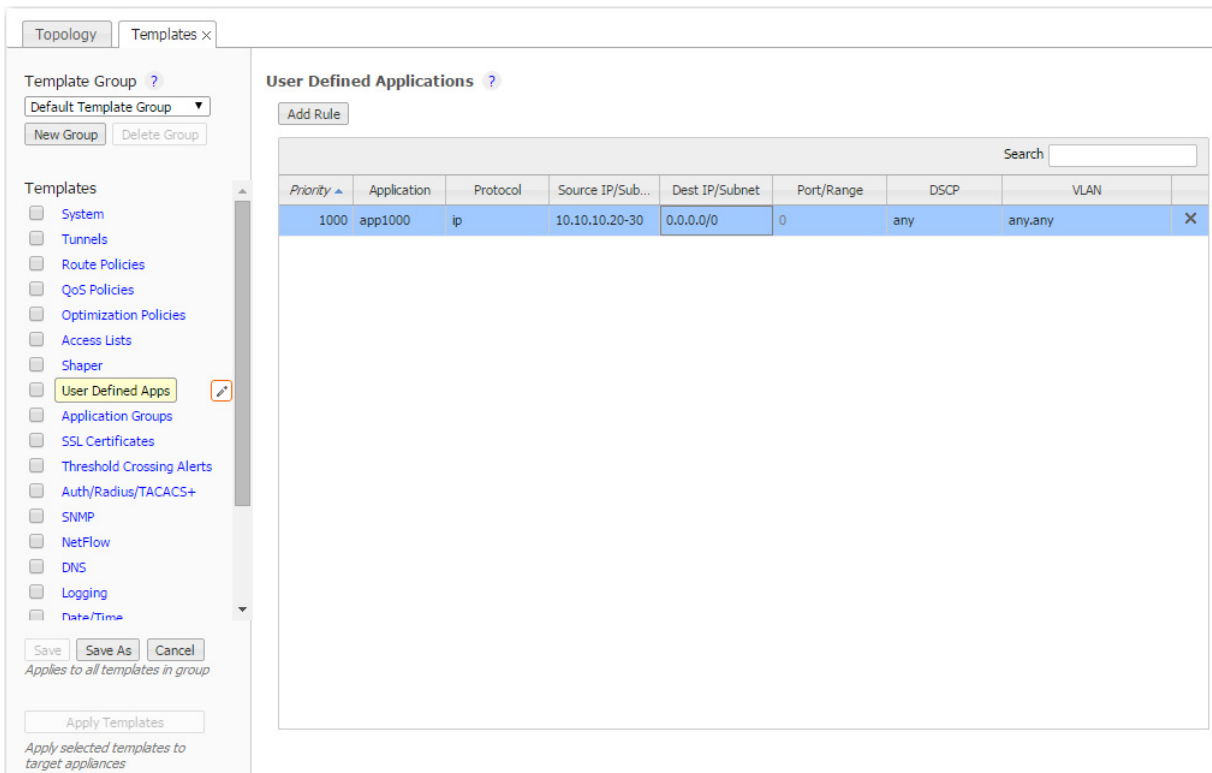 Topology Templates ×
Template Group ?
Default Template Group ▼
New Group Delete Group
Templates
System
Tunnels
Route Policies
QoS Policies
Optimization Policies
Access Lists
Shaper
User Defined Apps
Application Groups
SSL Certificates
Threshold Crossing Alerts
Auth/Radius/TACACS+
SNMP
NetFlow
DNS
Logging
Date/Time
Save Save As Cancel
Applies to all templates in group
Apply Templates
Apply selected templates to
target appliances
User Defined Applications ?
Add Rule
Search
Priority ▲ Application Protocol Source IP/Sub... Dest IP/Subnet Port/Range DSCP VLAN
1000 app1000 ip 10.10.10.20-30 0.0.0.0/0 0 any any.any ×